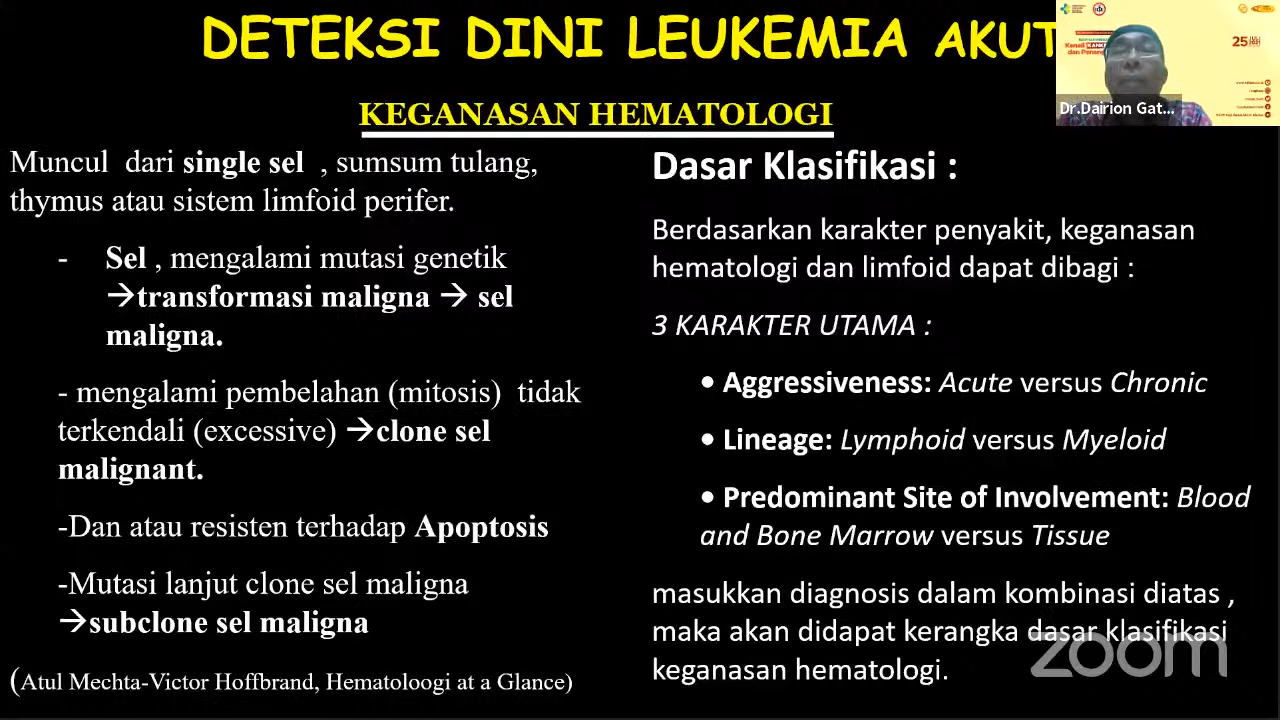 DETEKSI DINI LEUKEMIA AKUT
KEGANASAN HEMATOLOGI
Muncul dari single sel , sumsum tulang,
thymus atau sistem limfoid perifer.
- Sel , mengalami mutasi genetik
→transformasi maligna → sel
maligna.
- mengalami pembelahan (mitosis) tidak
terkendali (excessive) →clone sel
malignant.
-Dan atau resisten terhadap Apoptosis
-Mutasi lanjut clone sel maligna
→subclone sel maligna
(Atul Mechta-Victor Hoffbrand, Hematoloogi at a Glance)
Dasar Klasifikasi :
Berdasarkan karakter penyakit, keganasan
hematologi dan limfoid dapat dibagi :
3 KARAKTER UTAMA :
• Aggressiveness: Acute versus Chronic
• Lineage: Lymphoid versus Myeloid
• Predominant Site of Involvement: Blood
and Bone Marrow versus Tissue
masukkan diagnosis dalam kombinasi diatas ,
maka akan didapat kerangka dasar klasifikasi
keganasan hematologi.
zoom
25
Kenali
dan
Dr.Dairion Gat...